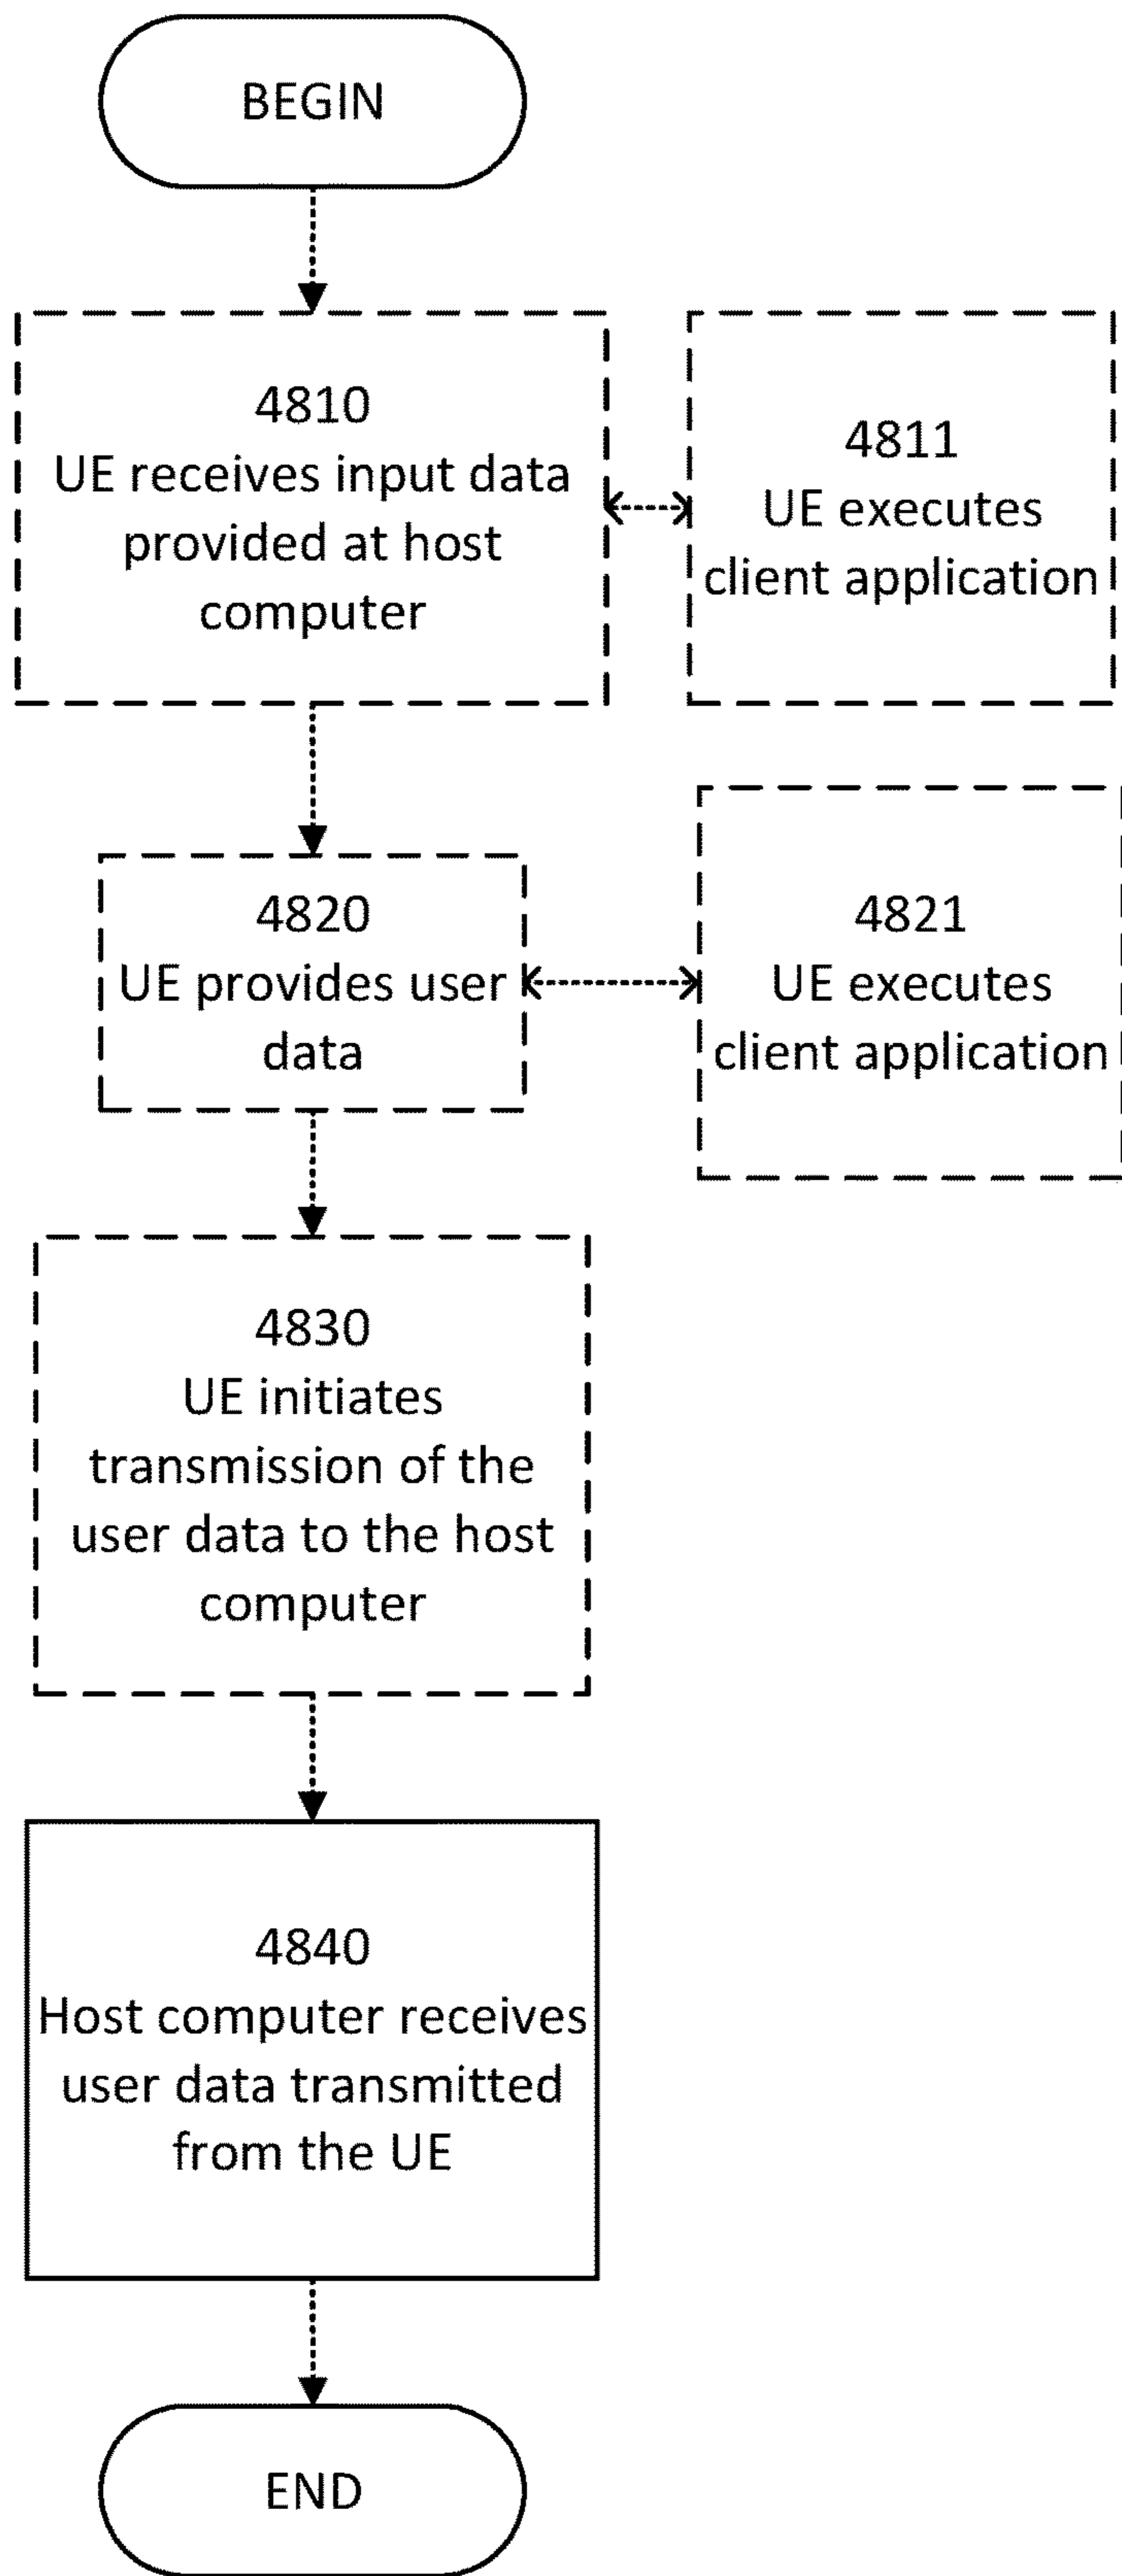 BEGIN
4810
UE receives input data
provided at host
computer
4811
UE executes
client application
4820
UE provides user
data
4821
UE executes
client application
4830
UE initiates
transmission of the
user data to the host
computer
4840
Host computer receives
user data transmitted
from the UE
END